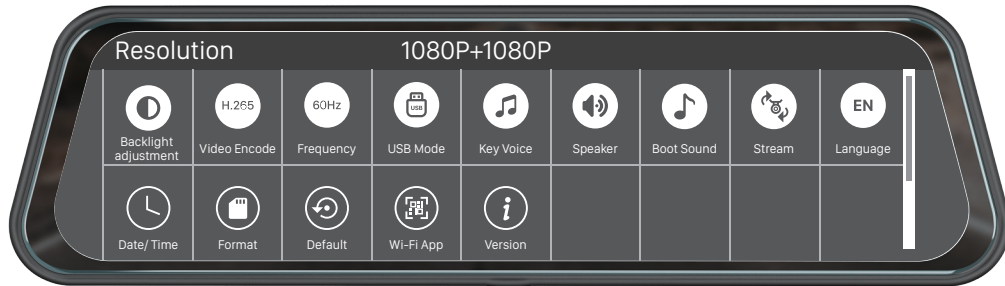 Resolution 1080P+1080P
H.265 60Hz USB EN
Backlight
adjustment Video Encode Frequency USB Mode Key Voice Speaker Boot Sound Stream Language
Date/ Time Format Default Wi-Fi App Version